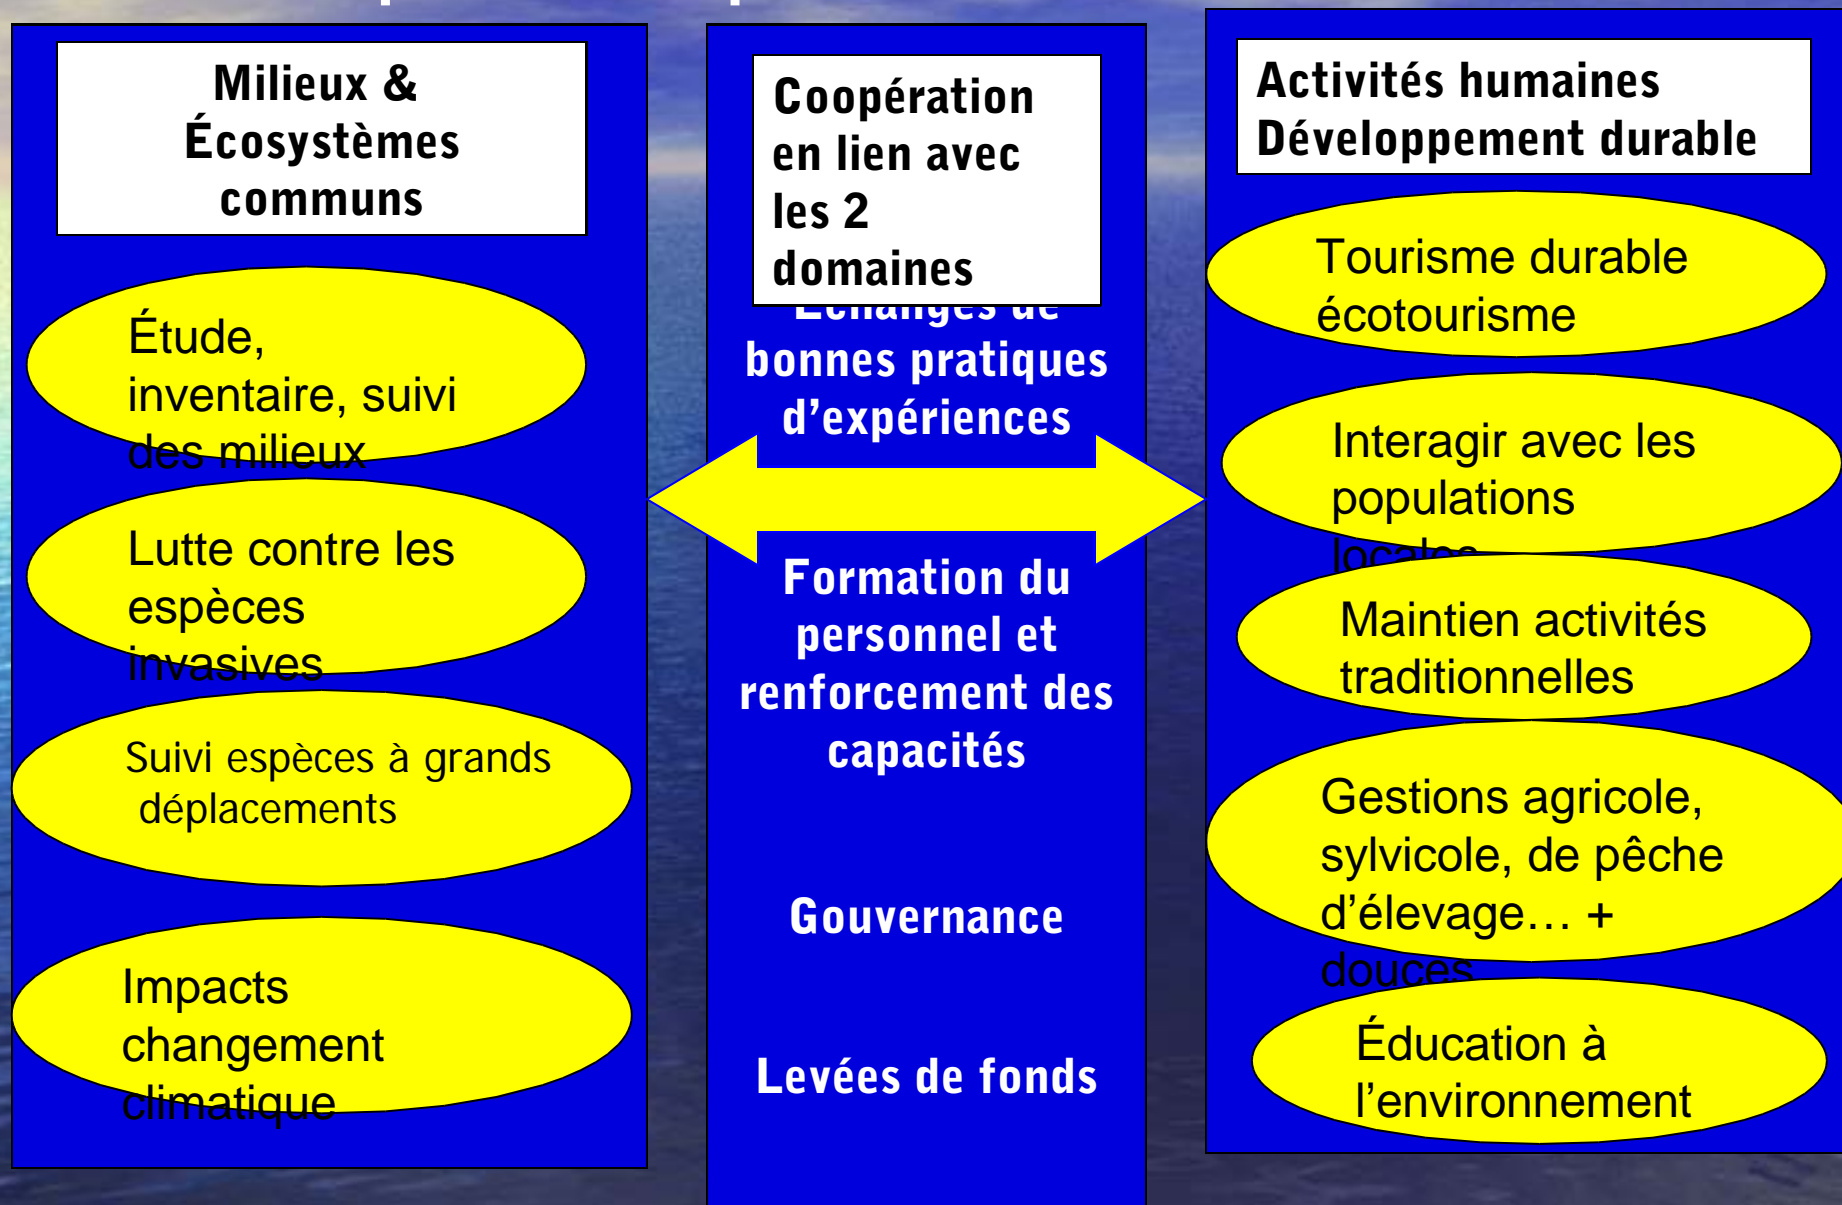 Milieux &
Écosystèmes
communs
Étude,
inventaire, suivi
des milieux
Lutte contre les
espèces
invasives
Suivi espèces à grands
déplacements
Impacts
changement
climatique
Coopération
en lien avec
les 2
domaines
Echanges de
bonnes pratiques
d’expériences
Formation du
personnel et
renforcement des
capacités
Gouvernance
Levées de fonds
Activités humaines
Développement durable
Tourisme durable
écotourisme
Interagir avec les
populations
locales
Maintien activités
traditionnelles
Gestions agricole,
sylvicole, de pêche
d’élevage… +
douces
Éducation à
l’environnement